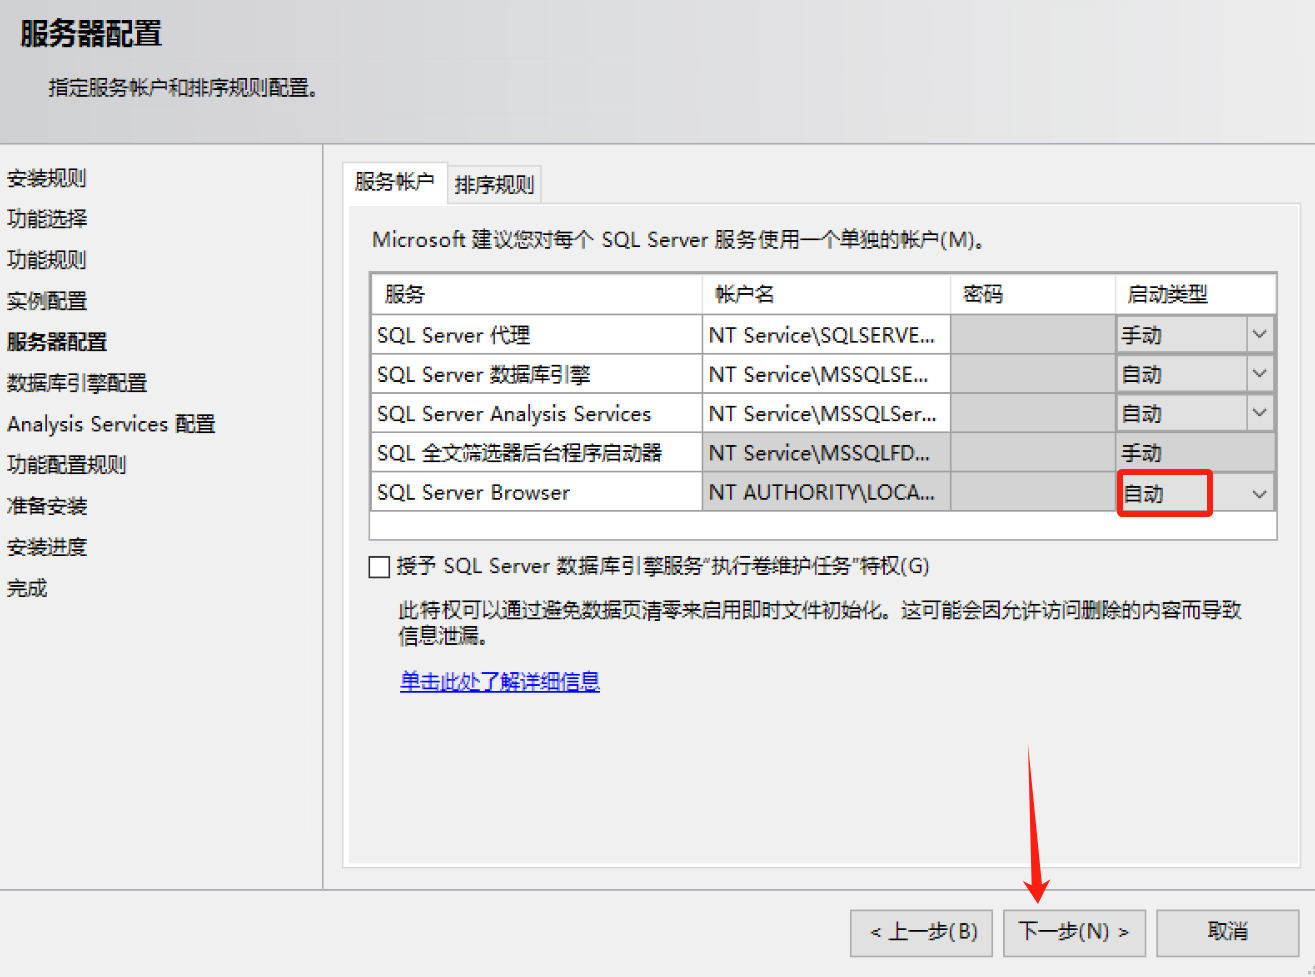 服务器配置
指定服务帐户和排序规则配置。
安装规则
功能选择
功能规则
实例配置
服务器配置
数据库引擎配置
Analysis Services 配置
功能配置规则
准备安装
安装进度
完成
服务帐户 排序规则
Microsoft 建议您对每个 SQL Server 服务使用一个单独的帐户(M)。
服务 帐户名 密码 启动类型
SQL Server 代理 NT Service\SQLSERVE... 手动
SQL Server 数据库引擎 NT Service\MSSQLSE... 自动
SQL Server Analysis Services NT Service\MSSQLSer... 自动
SQL 全文筛选器后台程序启动器 NT Service\MSSQLFD... 手动
SQL Server Browser NT AUTHORITY\LOCA... 自动
授予 SQL Server 数据库引擎服务“执行卷维护任务”特权(G)
此特权可以通过避免数据页清零来启用即时文件初始化。这可能会因允许访问删除的内容而导致
信息泄漏。
单击此处了解详细信息
< 上一步(B) 下一步(N) > 取消